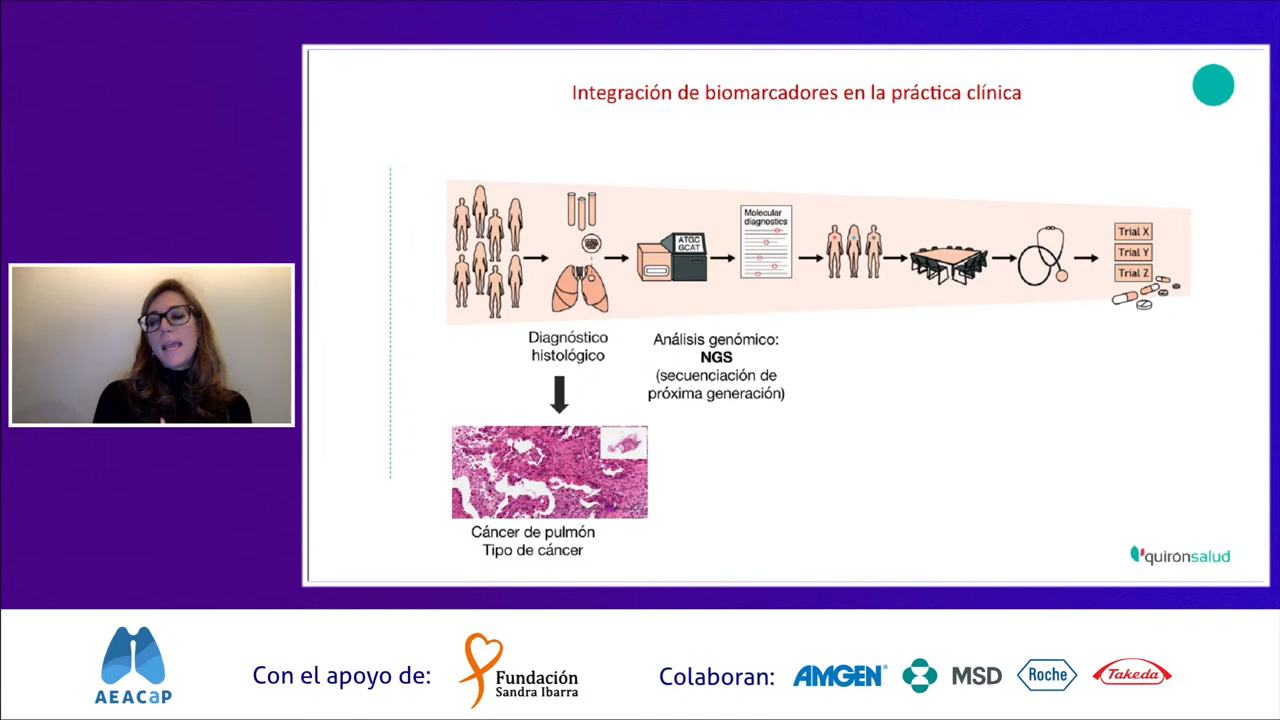 Integración de biomarcadores en la práctica clínica
ATGC
GCAT
Molecular
diagnostics
Trial X
Trial Y
Trial Z
Diagnóstico
histológico
Análisis genómico:
NGS
(secuenciación de
próxima generación)
Cáncer de pulmón
Tipo de cáncer
quirónsalud
AEACaP
Con el apoyo de:
Fundación
Sandra Ibarra
Colaboran:
AMGEN®
MSD
Roche
Takeda